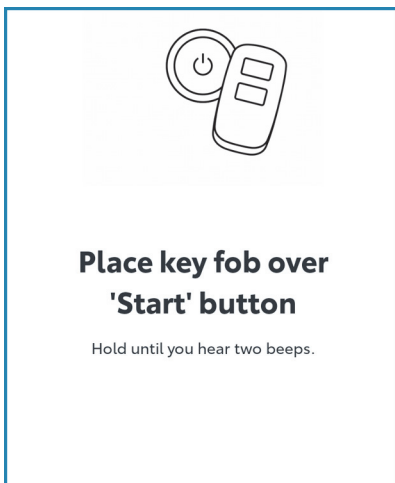 Place key fob over
'Start' button
Hold until you hear two beeps.